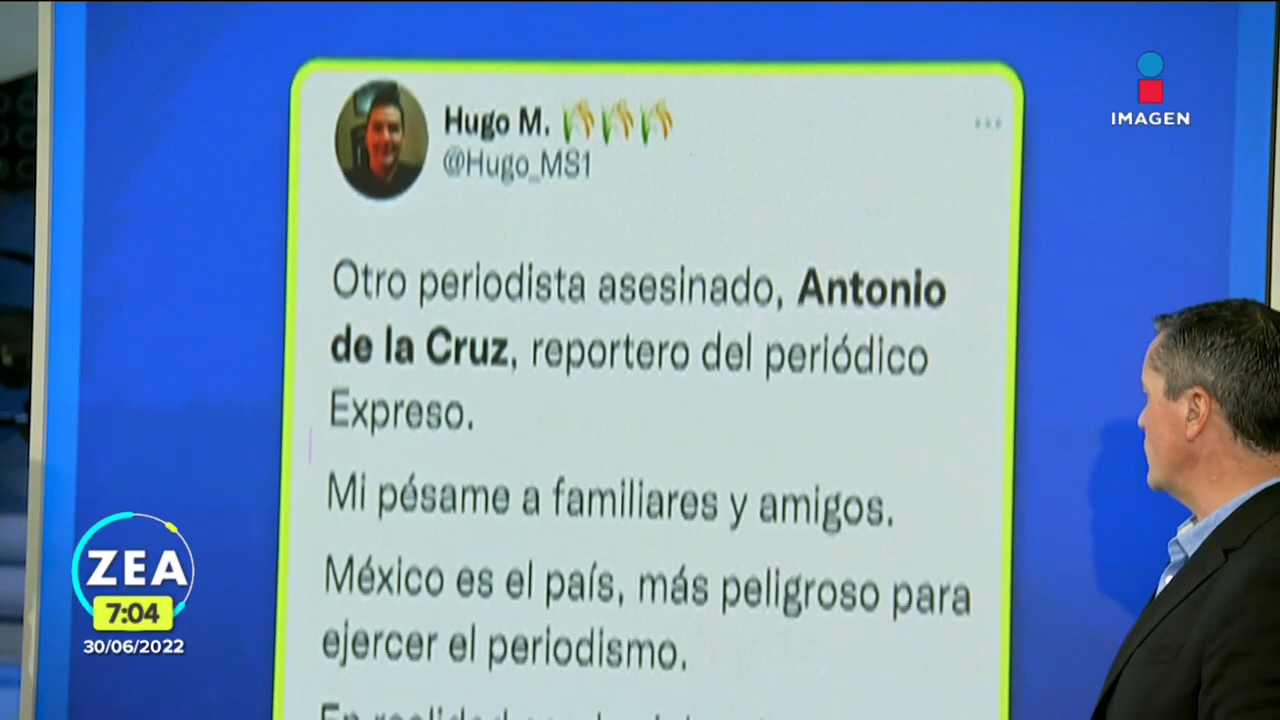 Hugo M.
@Hugo_MS1
IMAGEN
Otro periodista asesinado, Antonio
de la Cruz, reportero del periódico
Expreso.
Mi pésame a familiares y amigos.
México es el país, más peligroso para
ejercer el periodismo.
ZEA
7:04
30/06/2022